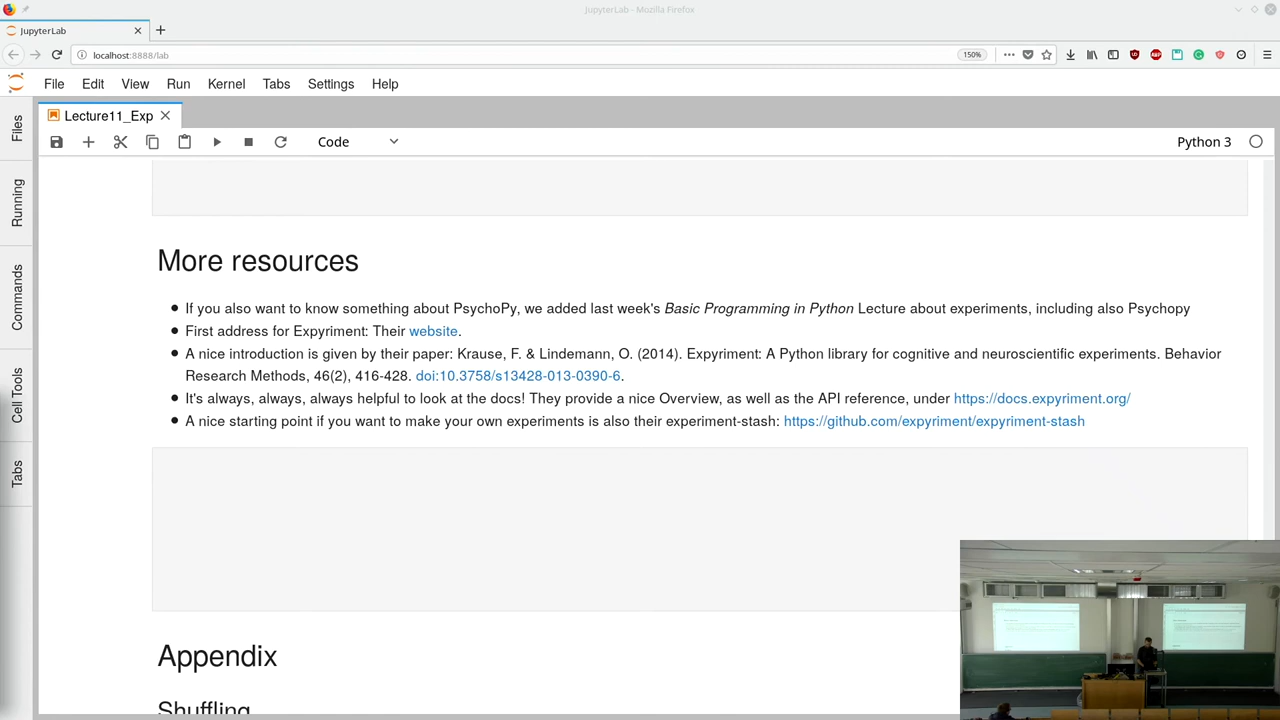 JupyterLab - Mozilla Firefox
JupyterLab
localhost:8888/lab
150%
File Edit View Run Kernel Tabs Settings Help
Lecture11_Exp
Code
Python 3
Files
Running
Commands
Cell Tools
Tabs
More resources
If you also want to know something about PsychoPy, we added last week's Basic Programming in Python Lecture about experiments, including also Psychopy
First address for Expyriment: Their website.
A nice introduction is given by their paper: Krause, F. & Lindemann, O. (2014). Expyriment: A Python library for cognitive and neuroscientific experiments. Behavior
Research Methods, 46(2), 416-428. doi:10.3758/s13428-013-0390-6.
It's always, always, always helpful to look at the docs! They provide a nice Overview, as well as the API reference, under https://docs.expyriment.org/
A nice starting point if you want to make your own experiments is also their experiment-stash: https://github.com/expyriment/expyriment-stash
Appendix
Shuffling